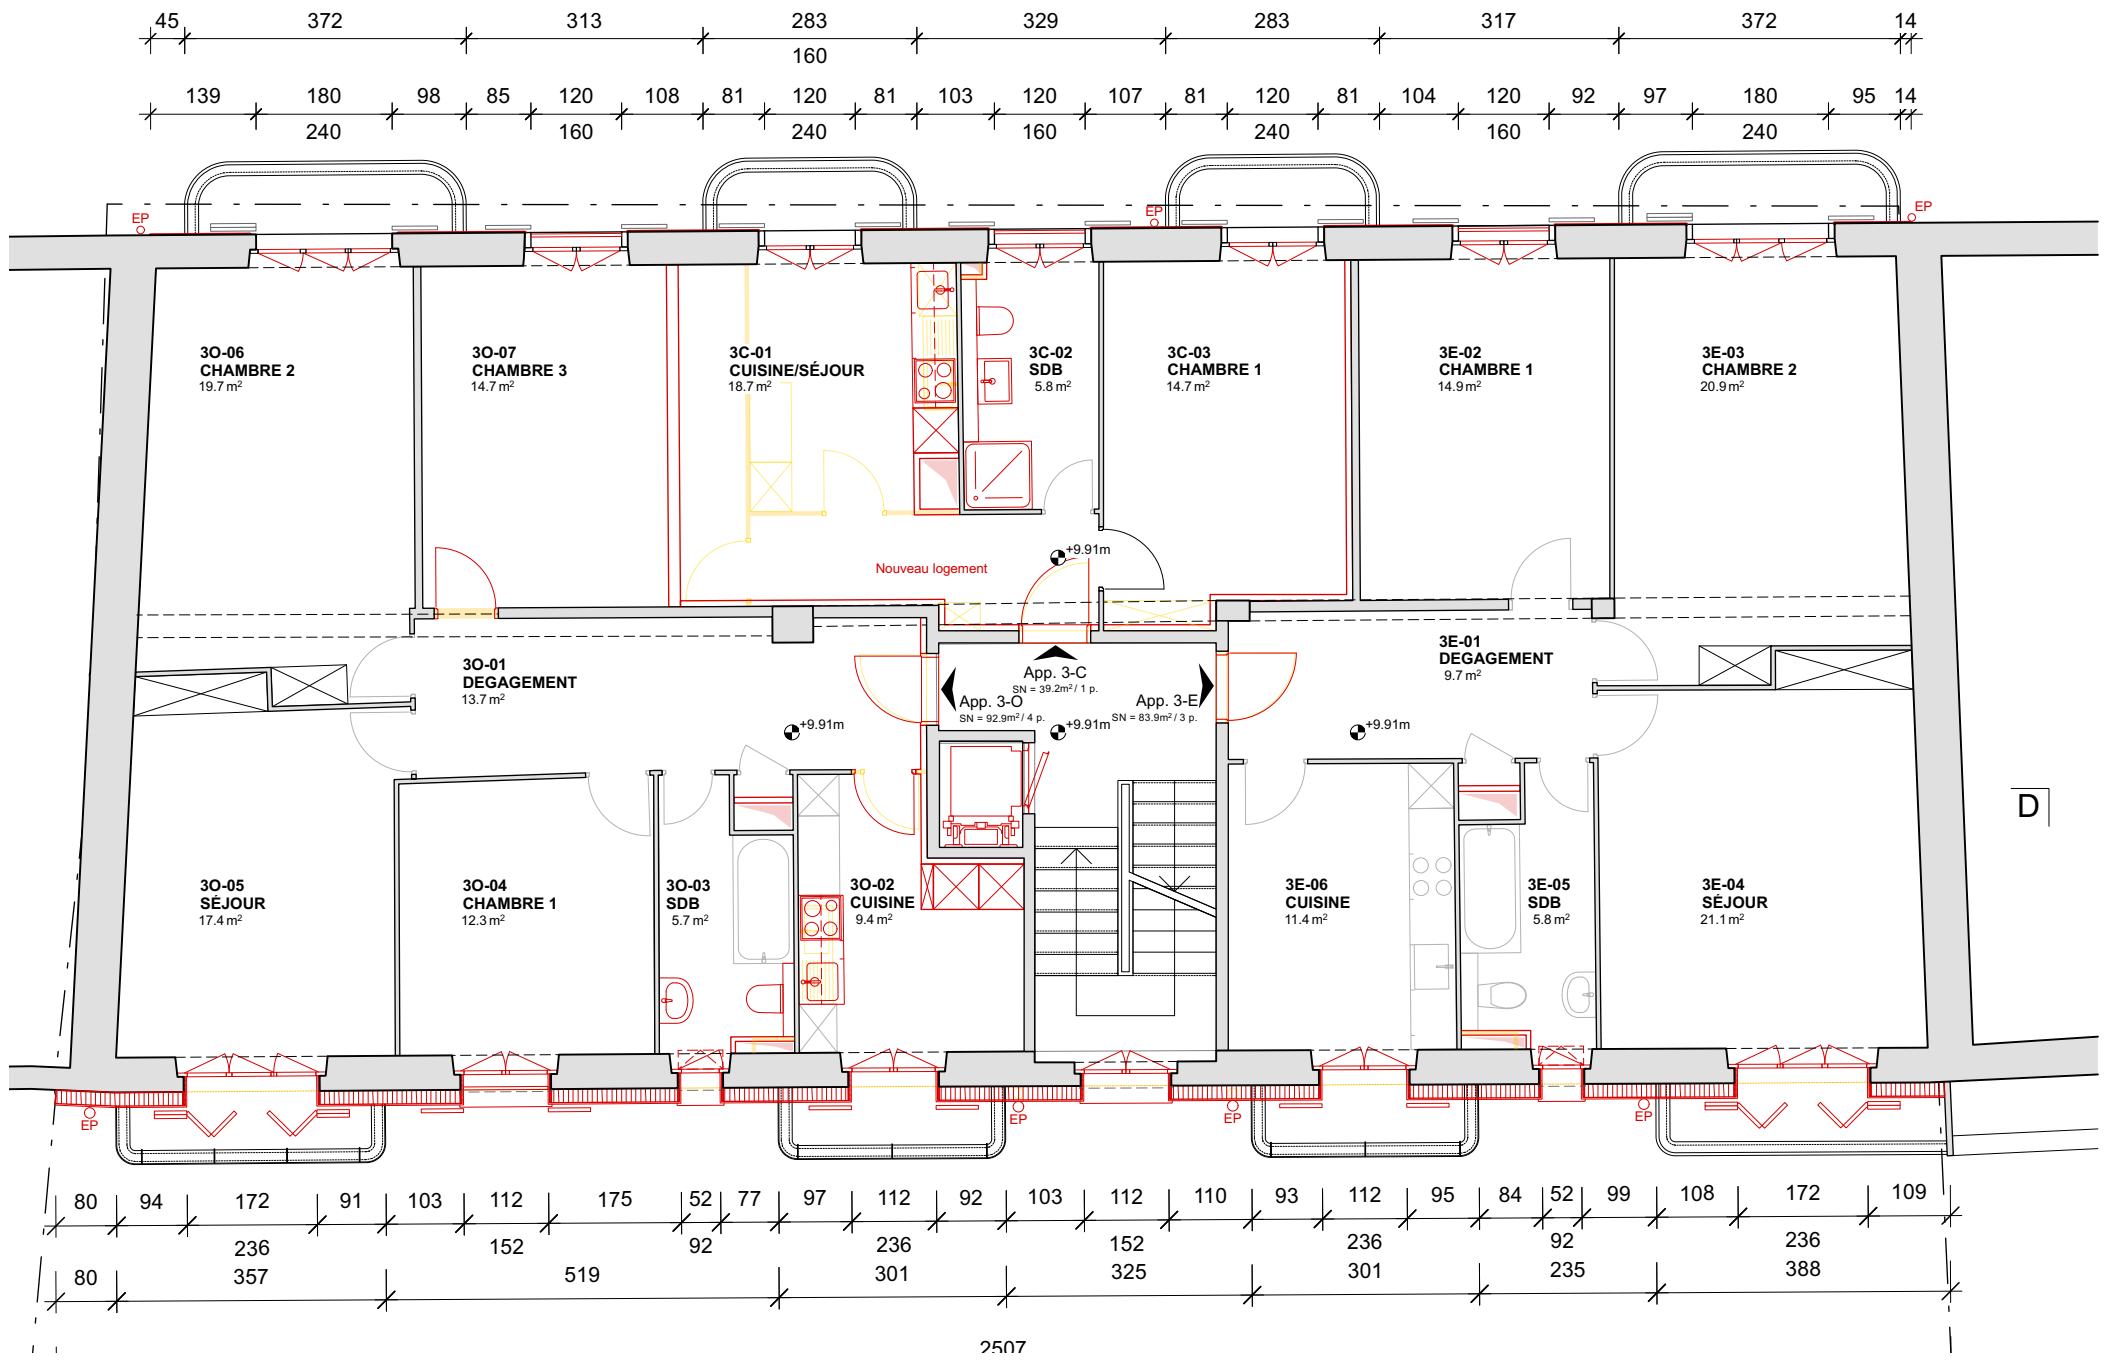 45 372 313 283 329 283 317 372 14
160
139 180 98 85 120 108 81 120 81 103 120 107 81 120 81 104 120 92 97 180 95 14
240 160 240 160 240 160 240
EP EP EP
3O-06
CHAMBRE 2
19.7 m²
3O-07
CHAMBRE 3
14.7 m²
3C-01
CUISINE/SÉJOUR
18.7 m²
3C-02
SDB
5.8 m²
3C-03
CHAMBRE 1
14.7 m²
3E-02
CHAMBRE 1
14.9 m²
3E-03
CHAMBRE 2
20.9 m²
+9.91m
Nouveau logement
3O-01
DEGAGEMENT
13.7 m²
App. 3-C
SN = 39.2m² / 1 p.
App. 3-O
SN = 92.9m² / 4 p.
App. 3-E
SN = 83.9m² / 3 p.
3E-01
DEGAGEMENT
9.7 m²
+9.91m
+9.91m
+9.91m
D
3O-05
SÉJOUR
17.4 m²
3O-04
CHAMBRE 1
12.3 m²
3O-03
SDB
5.7 m²
3O-02
CUISINE
9.4 m²
3E-06
CUISINE
11.4 m²
3E-05
SDB
5.8 m²
3E-04
SÉJOUR
21.1 m²
EP EP EP EP
80 94 172 91 103 112 175 52 77 97 112 92 103 112 110 93 112 95 84 52 99 108 172 109
236 152 92 236 152 236 92 236
80 357 519 301 325 301 235 388
2507